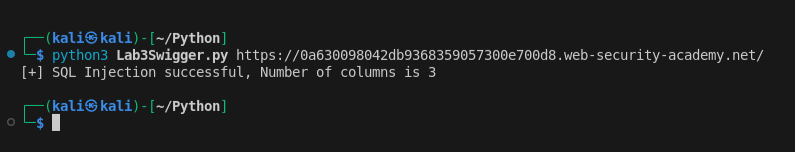 ┌──(kali㉿kali)-[~/Python]
└─$ python3 Lab3Swigger.py https://0a630098042db9368359057300e700d8.web-security-academy.net/
[+] SQL Injection successful, Number of columns is 3
┌──(kali㉿kali)-[~/Python]
└─$